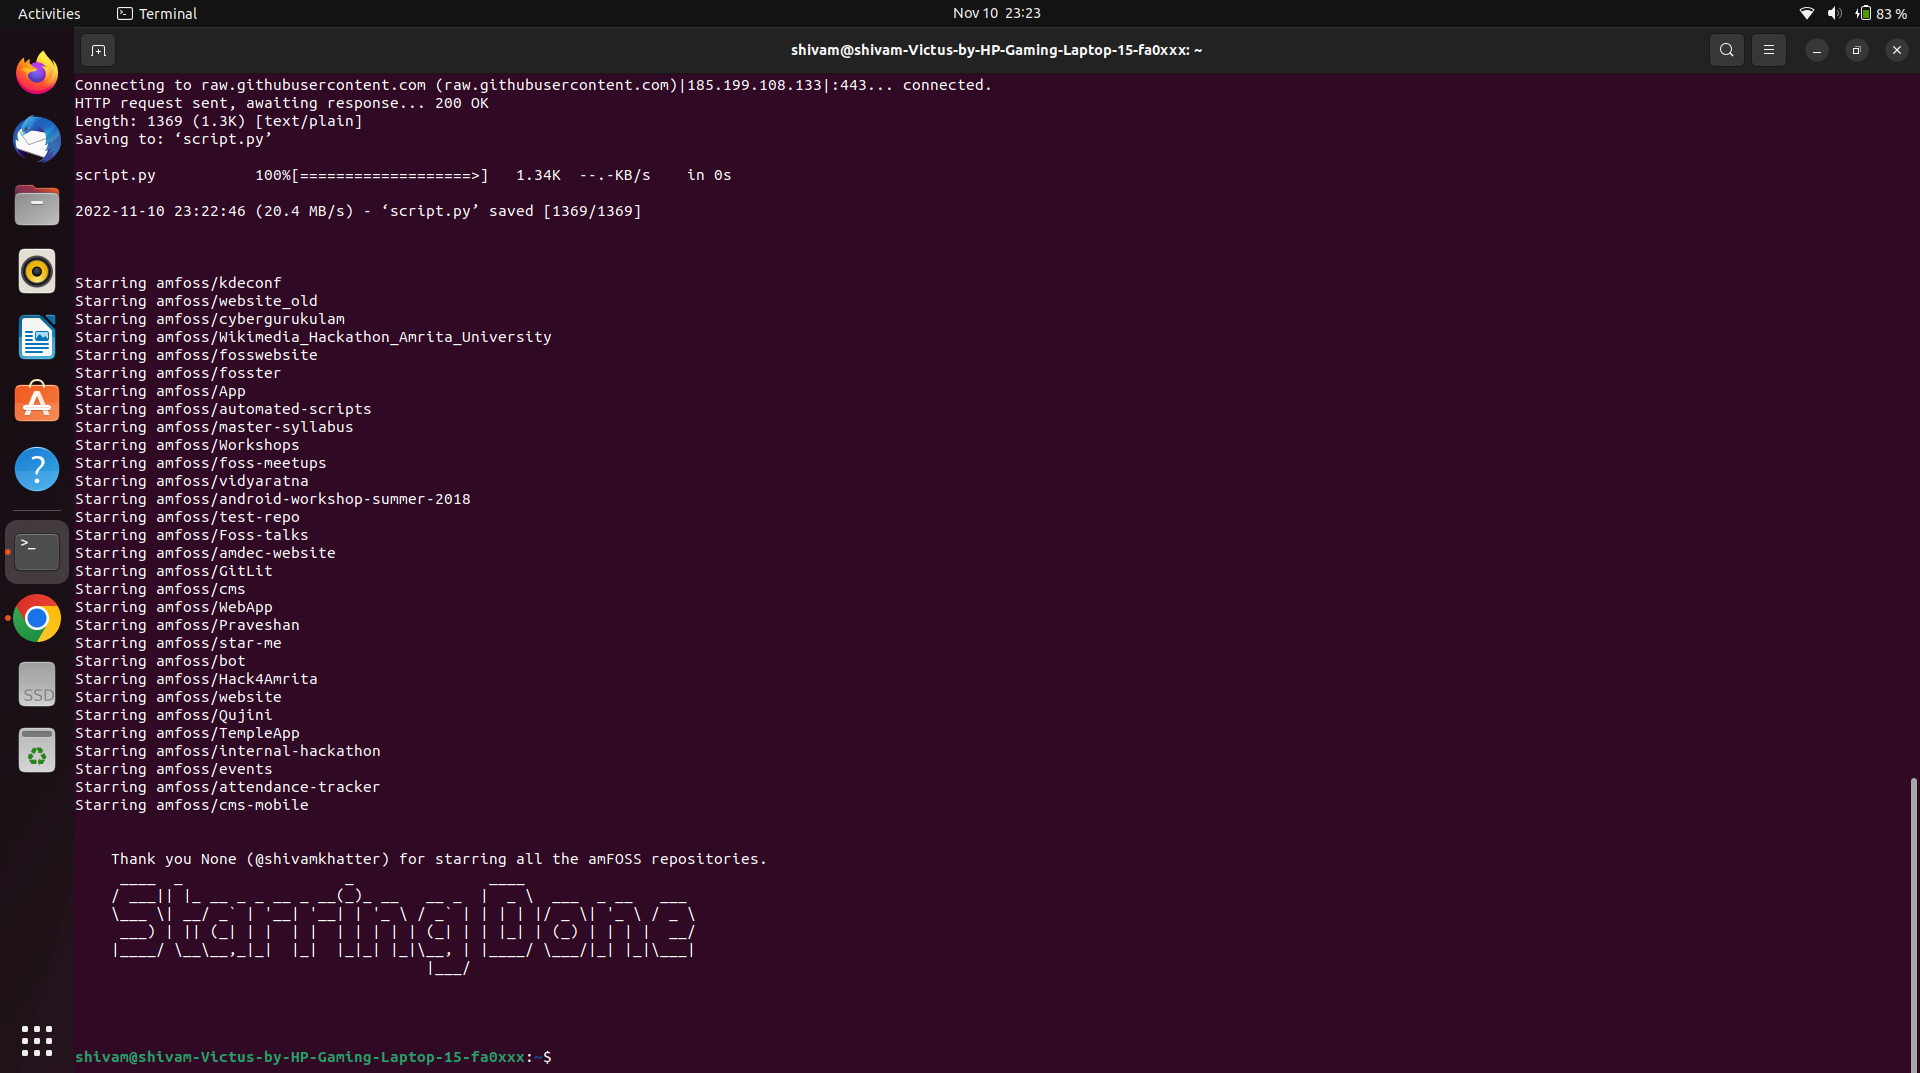 Activities
Terminal
Nov 10 23:23
83 %
shivam@shivam-Victus-by-HP-Gaming-Laptop-15-fa0xxx: ~
Connecting to raw.githubusercontent.com (raw.githubusercontent.com)|185.199.108.133|:443... connected.
HTTP request sent, awaiting response... 200 OK
Length: 1369 (1.3K) [text/plain]
Saving to: ‘script.py’
script.py           100%[===================>]   1.34K  --.-KB/s    in 0s
2022-11-10 23:22:46 (20.4 MB/s) - ‘script.py’ saved [1369/1369]
Starring amfoss/kdeconf
Starring amfoss/website_old
Starring amfoss/cybergurukulam
Starring amfoss/Wikimedia_Hackathon_Amrita_University
Starring amfoss/fosswebsite
Starring amfoss/fosster
Starring amfoss/App
Starring amfoss/automated-scripts
Starring amfoss/master-syllabus
Starring amfoss/Workshops
Starring amfoss/foss-meetups
Starring amfoss/vidyaratna
Starring amfoss/android-workshop-summer-2018
Starring amfoss/test-repo
Starring amfoss/Foss-talks
Starring amfoss/amdec-website
Starring amfoss/GitLit
Starring amfoss/cms
Starring amfoss/WebApp
Starring amfoss/Praveshan
Starring amfoss/star-me
Starring amfoss/bot
Starring amfoss/Hack4Amrita
Starring amfoss/website
Starring amfoss/Qujini
Starring amfoss/TempleApp
Starring amfoss/internal-hackathon
Starring amfoss/events
Starring amfoss/attendance-tracker
Starring amfoss/cms-mobile
Thank you None (@shivamkhatter) for starring all the amFOSS repositories.
Starring Done
SSD
shivam@shivam-Victus-by-HP-Gaming-Laptop-15-fa0xxx:~$